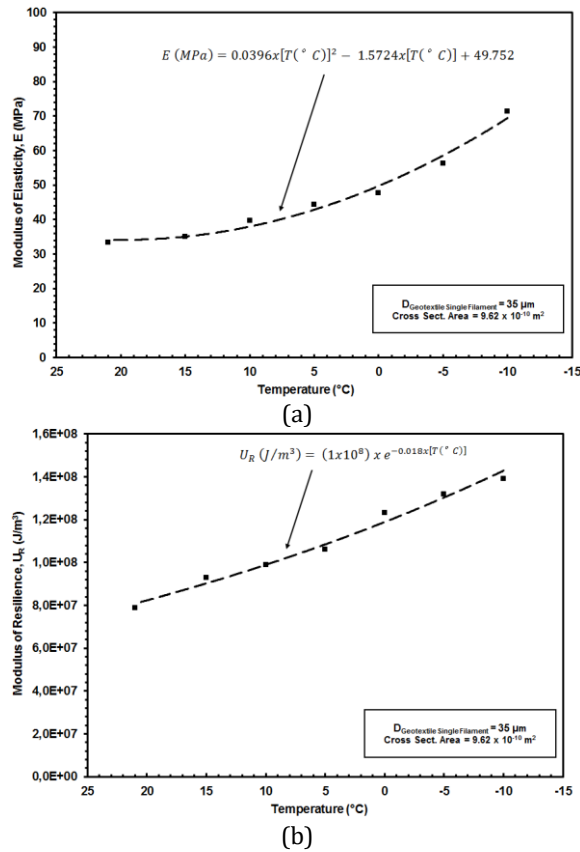 100
90
80
70
60
50
40
30
20
10
0
Modulus of Elasticity, E (MPa)
E (MPa) = 0.0396x[T(° C)]² − 1.5724x[T(° C)] + 49.752
D_Geotextile Single Filament = 35 µm
Cross Sect. Area = 9.62 x 10⁻¹⁰ m²
25 20 15 10 5 0 -5 -10 -15
Temperature (°C)
(a)
1,6E+08
1,4E+08
1,2E+08
1,0E+08
8,0E+07
6,0E+07
4,0E+07
2,0E+07
0,0E+00
Modulus of Resilience, U_R (J/m³)
U_R (J/m³) = (1x10⁸) x e^−0.018x[T(° C)]
D_Geotextile Single Filament = 35 µm
Cross Sect. Area = 9.62 x 10⁻¹⁰ m²
25 20 15 10 5 0 -5 -10 -15
Temperature (°C)
(b)